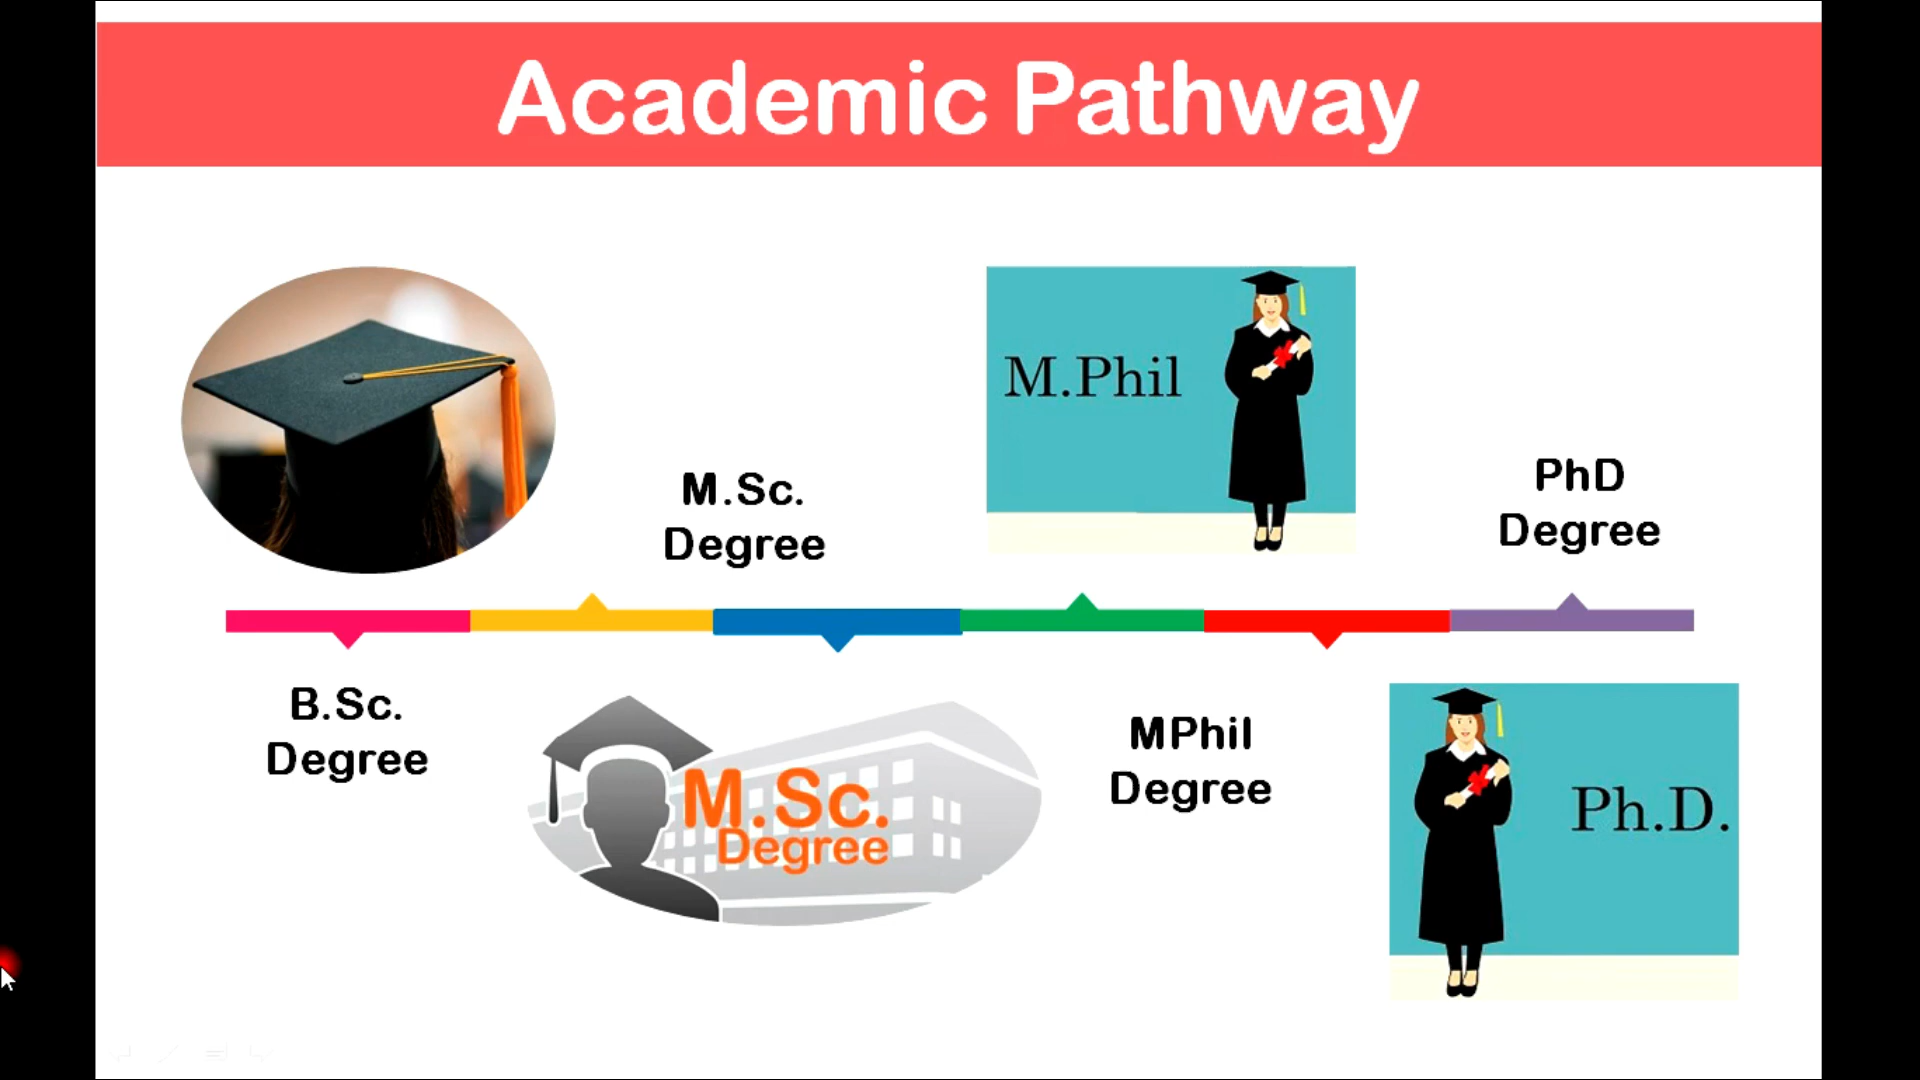 Academic Pathway
M.Phil
M.Sc.
Degree
PhD
Degree
B.Sc.
Degree
M.Sc.
Degree
MPhil
Degree
Ph.D.